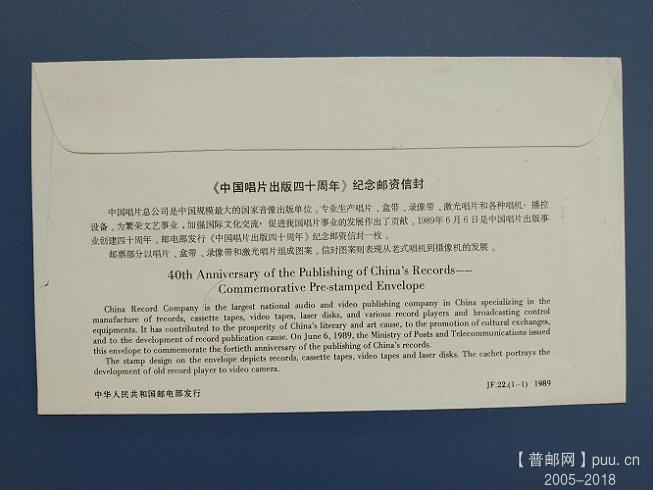 《中国唱片出版四十周年》纪念邮资信封
中国唱片总公司是中国规模最大的国家音像出版单位。专业生产唱片、盒带、录像带、激光唱片和各种唱机、播控
设备。为繁荣文艺事业，加强国际文化交流，促进我国唱片事业的发展作出了贡献。1989年6月6日是中国唱片出版事
业创建四十周年。邮电部发行《中国唱片出版四十周年》纪念邮资信封一枚。
邮票部分以唱片、盒带、录像带和激光唱片组成图案。信封图案则表现从老式唱机到摄像机的发展。
40th Anniversary of the Publishing of China's Records——
Commemorative Pre-stamped Envelope
China Record Company is the largest national audio and video publishing company in China specializing in the
manufacture of records, cassette tapes, video tapes, laser disks, and various record players and broadcasting control
equipments. It has contributed to the prosperity of China's literary and art cause, to the promotion of cultural exchanges,
and to the development of record publication cause. On June 6, 1989, the Ministry of Posts and Telecommunications issued
this envelope to commemorate the fortieth anniversary of the publishing of China's records.
The stamp design on the envelope depicts records, cassette tapes, video tapes and laser disks. The cachet portrays the
development of old record player to video camera.
中华人民共和国邮电部发行
JF.22.(1-1) 1989
【普邮网】puu.cn
2005-2018